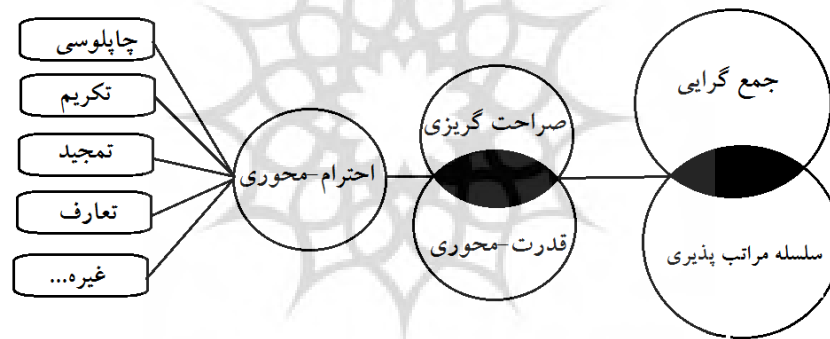 جمع گرایی
سلسله مراتب پذیری
صراحت گریزی
قدرت-محوری
احترام-محوری
چاپلوسی
تکریم
تمجید
تعارف
غیره...